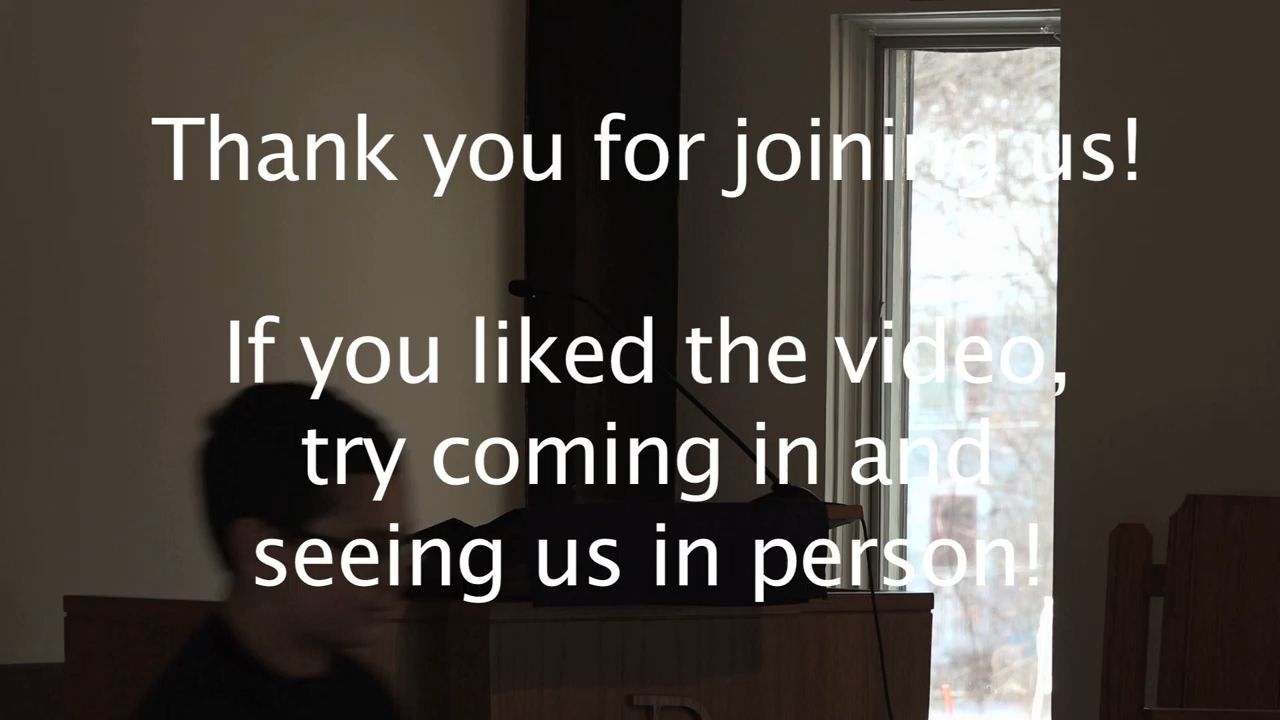 Thank you for joining us!
If you liked the video,
try coming in and
seeing us in person!